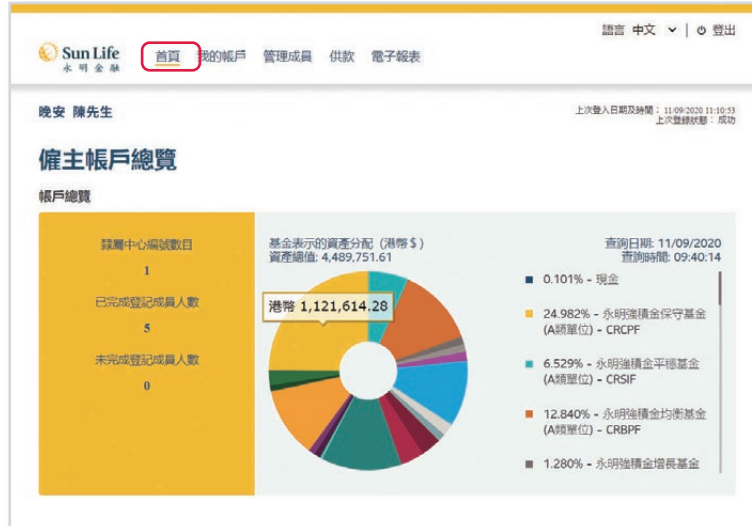 語言 中文 | 登出
Sun Life
永明金融
首頁 我的帳戶 管理成員 供款 電子報表
晚安 陳先生
上次登入日期及時間: 11/09/2020 11:10:33
上次登錄狀態: 成功
僱主帳戶總覽
帳戶總覽
隸屬中心編號數目
1
已完成登記成員人數
5
未完成登記成員人數
0
基金表示的資產分配 (港幣$)
資產總值: 4,489,751.61
港幣 1,121,614.28
查詢日期: 11/09/2020
查詢時間: 09:40:14
0.101% - 現金
24.982% - 永明強積金保守基金
(A類單位) - CRCPF
6.529% - 永明強積金平穩基金
(A類單位) - CRSIF
12.840% - 永明強積金均衡基金
(A類單位) - CRBPF
1.280% - 永明強積金增長基金